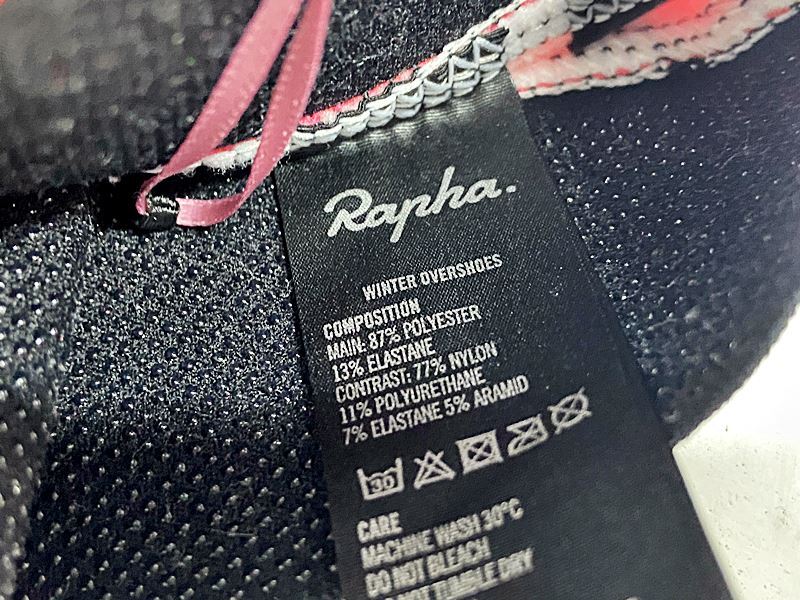 Rapha.
WINTER OVERSHOES
COMPOSITION
MAIN: 87% POLYESTER
13% ELASTANE
CONTRAST: 77% NYLON
11% POLYURETHANE
7% ELASTANE 5% ARAMID
30
CARE
MACHINE WASH 30°C
DO NOT BLEACH
DO NOT TUMBLE DRY